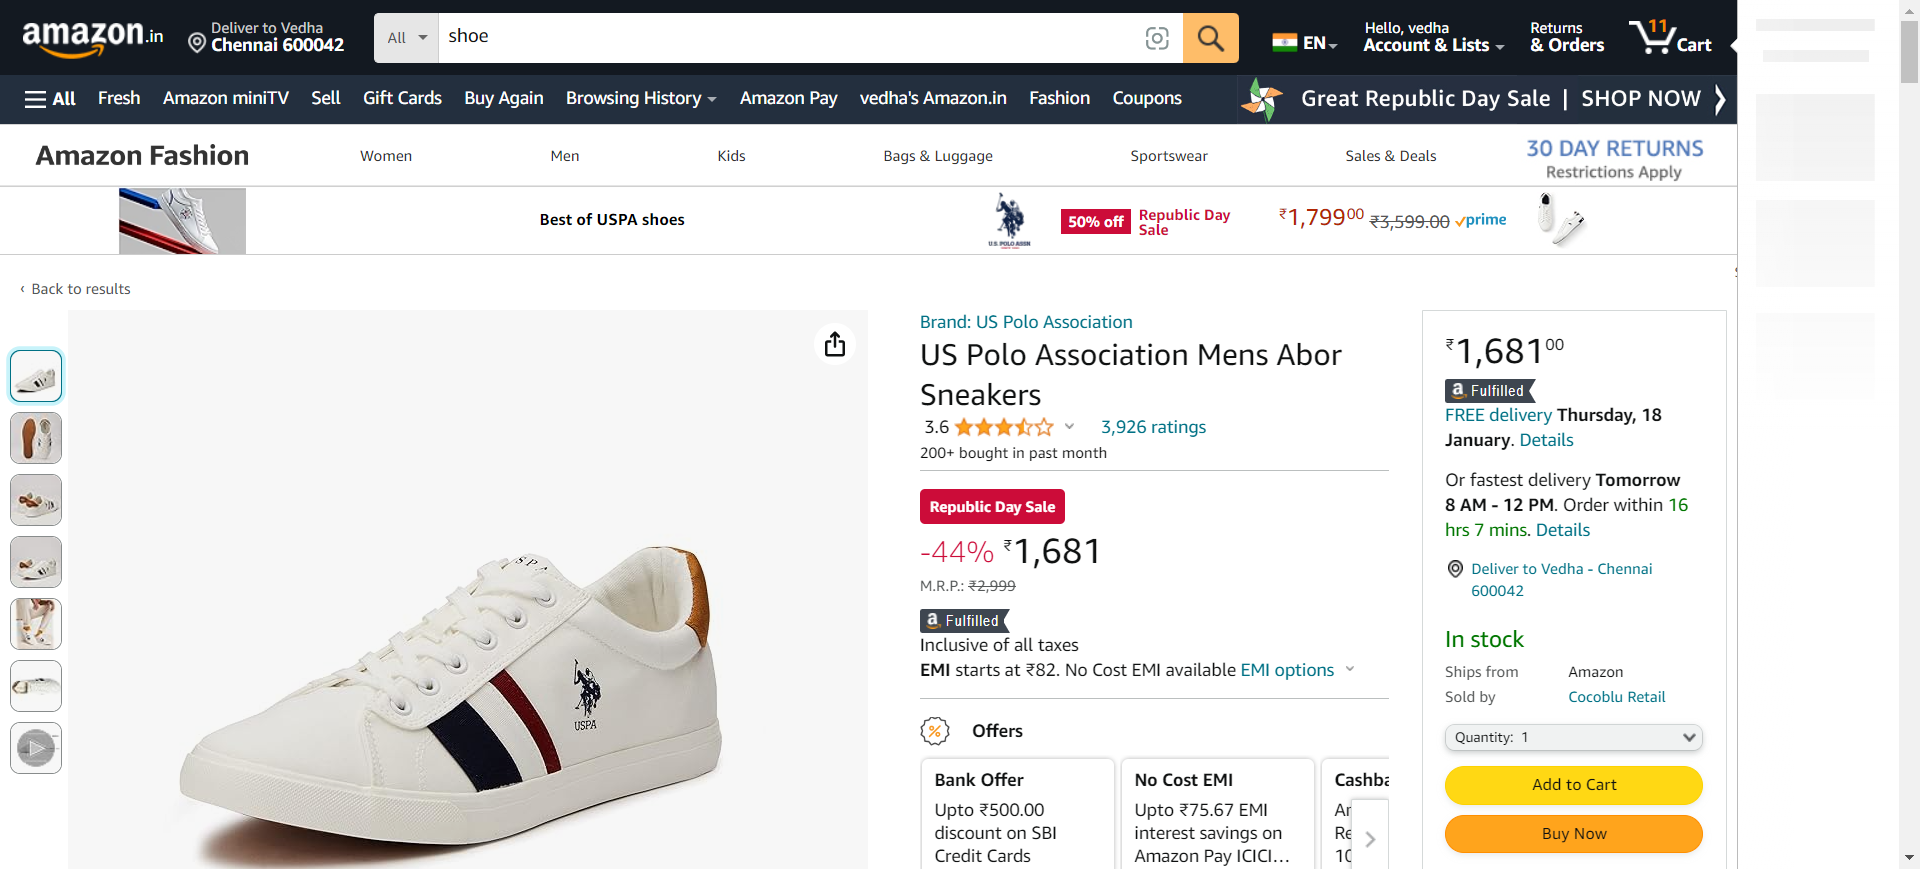 amazon.in
Deliver to Vedha
Chennai 600042
All
shoe
EN
Hello, vedha
Account & Lists
Returns
& Orders
11
Cart
All
Fresh
Amazon miniTV
Sell
Gift Cards
Buy Again
Browsing History
Amazon Pay
vedha's Amazon.in
Fashion
Coupons
Great Republic Day Sale | SHOP NOW
Amazon Fashion
Women
Men
Kids
Bags & Luggage
Sportswear
Sales & Deals
30 DAY RETURNS
Restrictions Apply
Best of USPA shoes
U.S. POLO ASSN
50% off
Republic Day
Sale
₹1,79900 ₹3,599.00 prime
‹ Back to results
Brand: US Polo Association
US Polo Association Mens Abor
Sneakers
3.6
3,926 ratings
200+ bought in past month
Republic Day Sale
-44% ₹1,681
M.R.P.: ₹2,999
a Fulfilled
Inclusive of all taxes
EMI starts at ₹82. No Cost EMI available EMI options
Offers
Bank Offer
Upto ₹500.00
discount on SBI
Credit Cards
No Cost EMI
Upto ₹75.67 EMI
interest savings on
Amazon Pay ICICI…
Cashba
Re
10
USPA
₹1,68100
a Fulfilled
FREE delivery Thursday, 18
January. Details
Or fastest delivery Tomorrow
8 AM - 12 PM. Order within 16
hrs 7 mins. Details
Deliver to Vedha - Chennai
600042
In stock
Ships from Amazon
Sold by Cocoblu Retail
Quantity: 1
Add to Cart
Buy Now